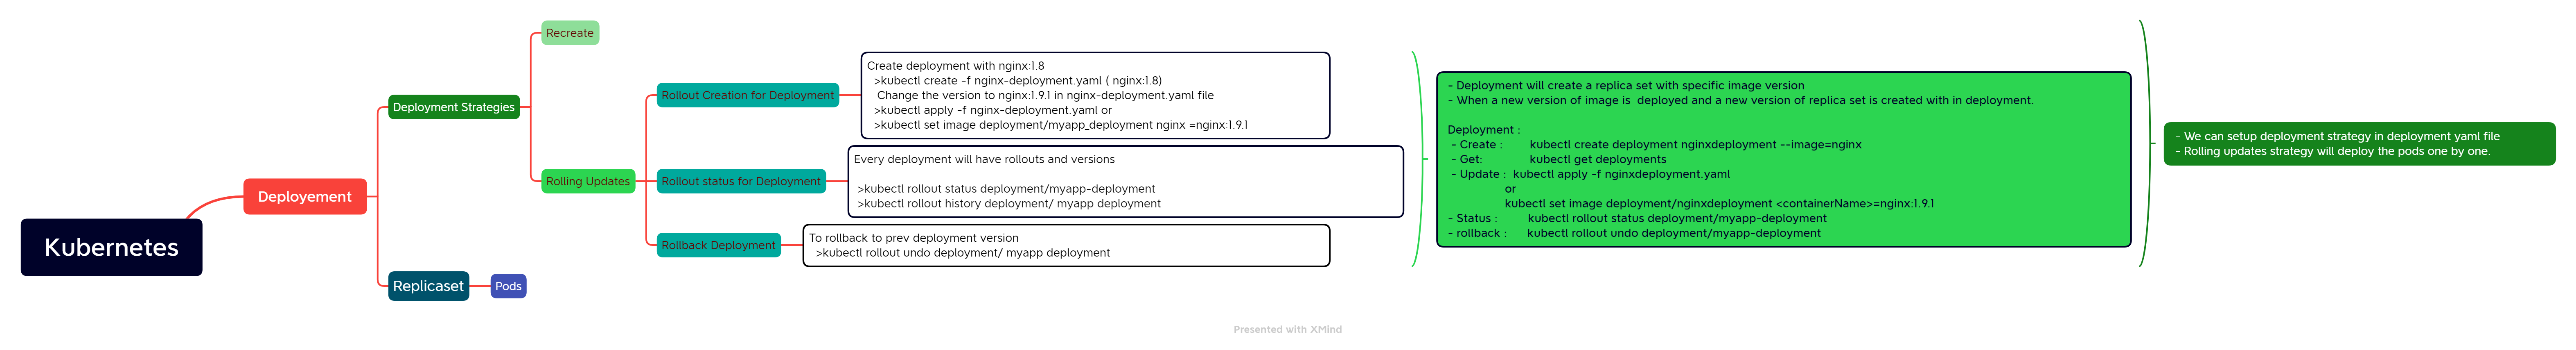 Kubernetes
Deployement
Deployment Strategies
Recreate
Rolling Updates
Rollout Creation for Deployment
Create deployment with nginx:1.8
>kubectl create -f nginx-deployment.yaml ( nginx:1.8)
Change the version to nginx:1.9.1 in nginx-deployment.yaml file
>kubectl apply -f nginx-deployment.yaml or
>kubectl set image deployment/myapp_deployment nginx =nginx:1.9.1
Rollout status for Deployment
Every deployment will have rollouts and versions
>kubectl rollout status deployment/myapp-deployment
>kubectl rollout history deployment/ myapp deployment
Rollback Deployment
To rollback to prev deployment version
>kubectl rollout undo deployment/ myapp deployment
- Deployment will create a replica set with specific image version
- When a new version of image is  deployed and a new version of replica set is created with in deployment.
Deployment :
- Create :        kubectl create deployment nginxdeployment --image=nginx
- Get:              kubectl get deployments
- Update :  kubectl apply -f nginxdeployment.yaml
or
kubectl set image deployment/nginxdeployment <containerName>=nginx:1.9.1
- Status :         kubectl rollout status deployment/myapp-deployment
- rollback :      kubectl rollout undo deployment/myapp-deployment
- We can setup deployment strategy in deployment yaml file
- Rolling updates strategy will deploy the pods one by one.
Replicaset
Pods
Presented with XMind